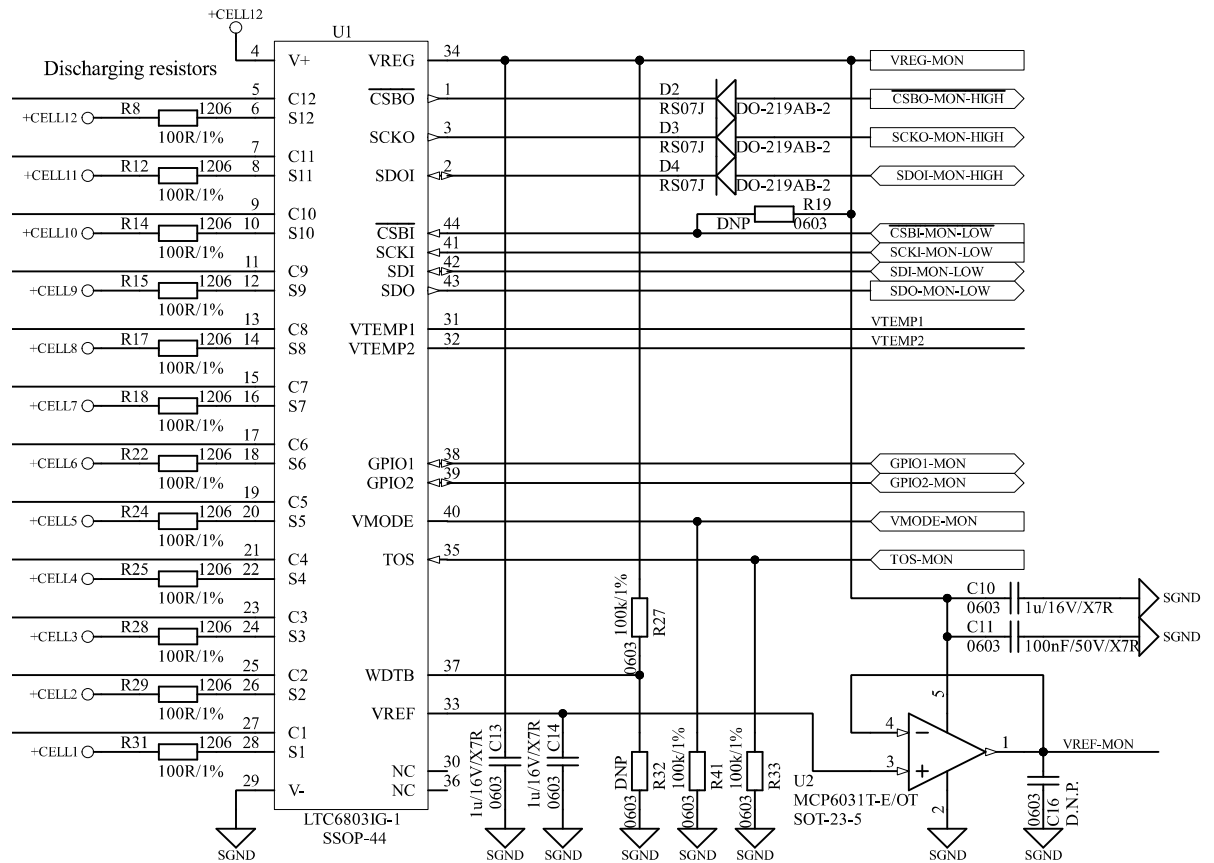 +CELL12
U1
Discharging resistors
4 V+ VREG 34 VREG-MON
5 C12 CSBO 1 D2 RS07J DO-219AB-2 CSBO-MON-HIGH
+CELL12 R8 1206 100R/1% 6 S12
SCKO 3 D3 RS07J DO-219AB-2 SCKO-MON-HIGH
7 C11
+CELL11 R12 1206 100R/1% 8 S11 SDOI 2 D4 RS07J DO-219AB-2 SDOI-MON-HIGH
9 C10 DNP R19 0603
+CELL10 R14 1206 100R/1% 10 S10 CSBI 44 CSBI-MON-LOW
SCKI 41 SCKI-MON-LOW
11 C9 SDI 42 SDI-MON-LOW
+CELL9 R15 1206 100R/1% 12 S9 SDO 43 SDO-MON-LOW
13 C8 VTEMP1 31 VTEMP1
+CELL8 R17 1206 100R/1% 14 S8 VTEMP2 32 VTEMP2
15 C7
+CELL7 R18 1206 100R/1% 16 S7
17 C6
+CELL6 R22 1206 100R/1% 18 S6 GPIO1 38 GPIO1-MON
GPIO2 39 GPIO2-MON
19 C5
+CELL5 R24 1206 100R/1% 20 S5 VMODE 40 VMODE-MON
21 C4 TOS 35 TOS-MON
+CELL4 R25 1206 100R/1% 22 S4
C10 0603 1u/16V/X7R SGND
23 C3
+CELL3 R28 1206 100R/1% 24 S3
100k/1% 0603 R27
C11 0603 100nF/50V/X7R SGND
25 C2 WDTB 37
+CELL2 R29 1206 100R/1% 26 S2
VREF 33
27 C1
+CELL1 R31 1206 100R/1% 28 S1
NC 30
NC 36
29 V-
1u/16V/X7R 0603 C13
1u/16V/X7R 0603 C14
DNP 0603 R32
100k/1% 0603 R41
100k/1% 0603 R33
5
4 −
3 +
1 VREF-MON
2
U2
MCP6031T-E/OT
SOT-23-5
0603 C16 D.N.P.
LTC6803IG-1
SSOP-44
SGND SGND SGND SGND SGND SGND SGND SGND